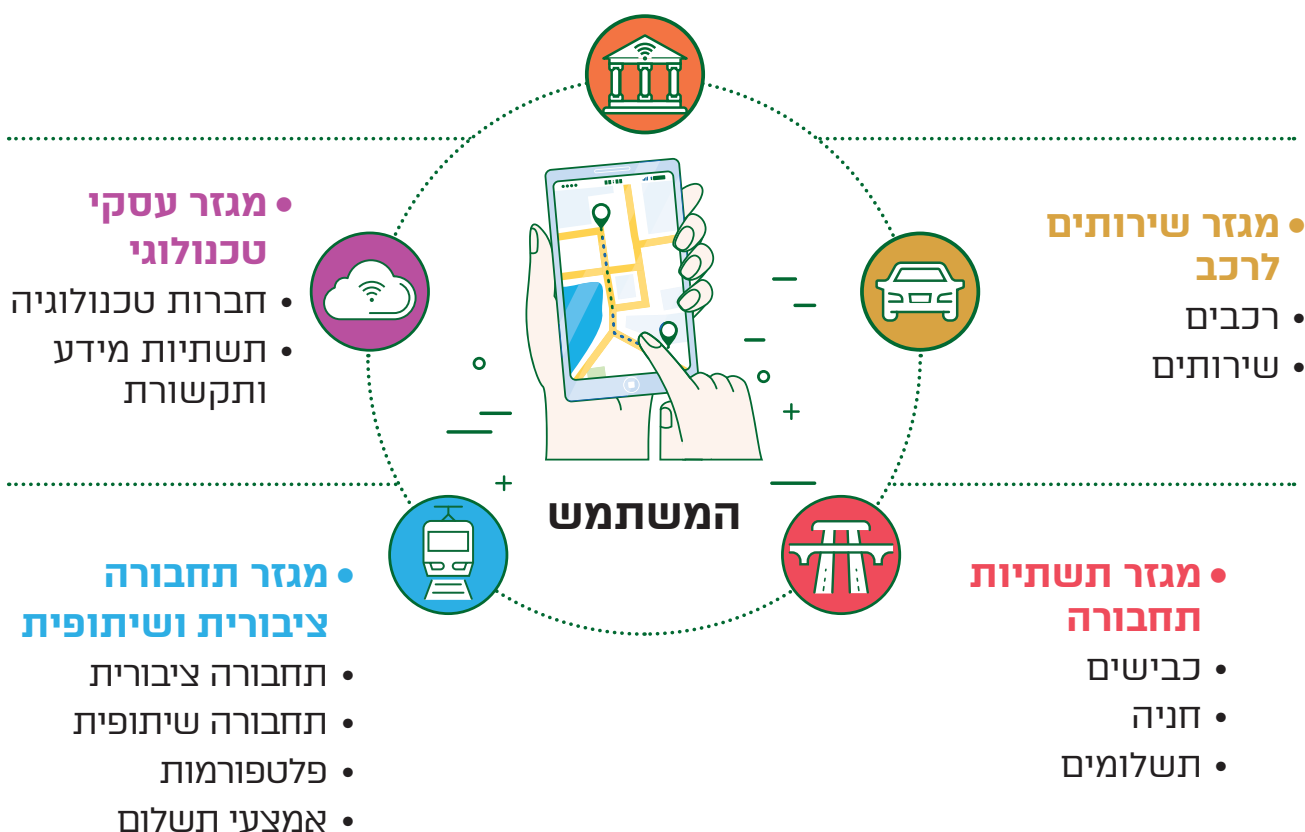 • מגזר שירותים
לרכב
• רכבים
• שירותים
• מגזר עסקי
טכנולוגי
• חברות טכנולוגיה
• תשתיות מידע
ותקשורת
המשתמש
• מגזר תשתיות
תחבורה
• כבישים
• חניה
• תשלומים
• מגזר תחבורה
ציבורית ושיתופית
• תחבורה ציבורית
• תחבורה שיתופית
• פלטפורמות
• אמצעי תשלום